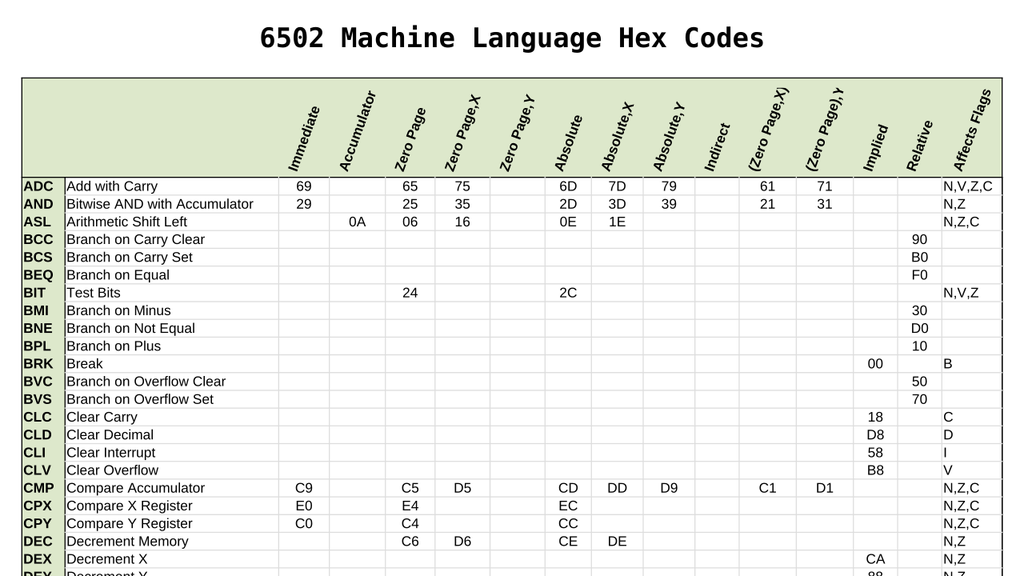 6502 Machine Language Hex Codes
Immediate Accumulator Zero Page Zero Page,X Zero Page,Y Absolute Absolute,X Absolute,Y Indirect (Zero Page,X) (Zero Page),Y Implied Relative Affects Flags
ADC Add with Carry 69 65 75 6D 7D 79 61 71 N,V,Z,C
AND Bitwise AND with Accumulator 29 25 35 2D 3D 39 21 31 N,Z
ASL Arithmetic Shift Left 0A 06 16 0E 1E N,Z,C
BCC Branch on Carry Clear 90
BCS Branch on Carry Set B0
BEQ Branch on Equal F0
BIT Test Bits 24 2C N,V,Z
BMI Branch on Minus 30
BNE Branch on Not Equal D0
BPL Branch on Plus 10
BRK Break 00 B
BVC Branch on Overflow Clear 50
BVS Branch on Overflow Set 70
CLC Clear Carry 18 C
CLD Clear Decimal D8 D
CLI Clear Interrupt 58 I
CLV Clear Overflow B8 V
CMP Compare Accumulator C9 C5 D5 CD DD D9 C1 D1 N,Z,C
CPX Compare X Register E0 E4 EC N,Z,C
CPY Compare Y Register C0 C4 CC N,Z,C
DEC Decrement Memory C6 D6 CE DE N,Z
DEX Decrement X CA N,Z
DEY Decrement Y 88 N,Z